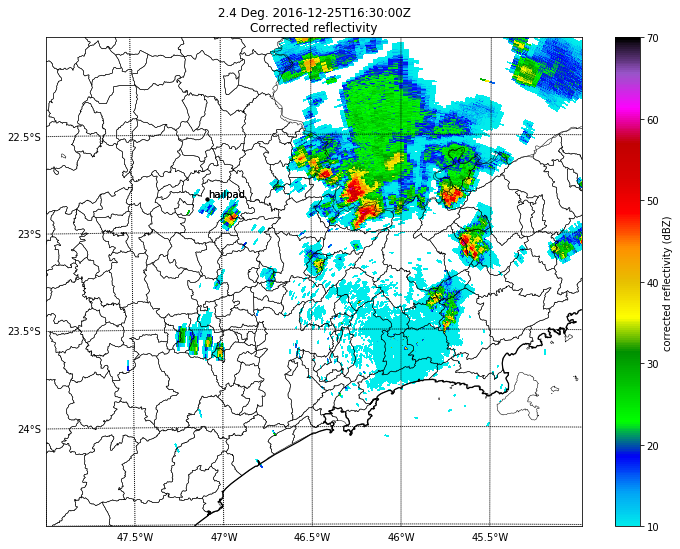 2.4 Deg. 2016-12-25T16:30:00Z
Corrected reflectivity
70
60
50
40
30
20
10
corrected reflectivity (dBZ)
22.5°S
23°S
23.5°S
24°S
hailpad
47.5°W
47°W
46.5°W
46°W
45.5°W